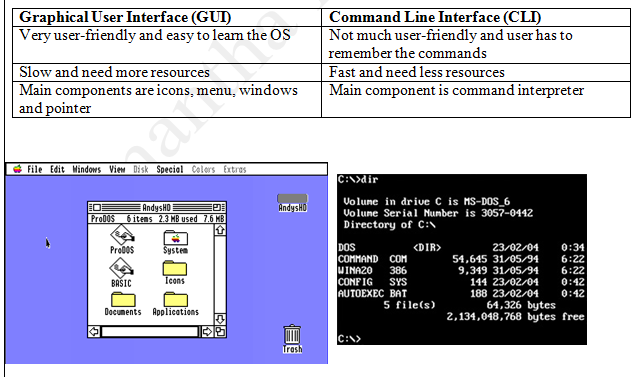 Graphical User Interface (GUI) Command Line Interface (CLI)
Very user-friendly and easy to learn the OS Not much user-friendly and user has to
remember the commands
Slow and need more resources Fast and need less resources
Main components are icons, menu, windows
and pointer
Main component is command interpreter
File Edit Windows View Disk Special Colors Extras
AndysHD
ProDOS 6 items 2.3 MB used 7.6 MB
ProDOS System
BASIC Icons
Documents Applications
AndysHD
Trash
C:\>dir
Volume in drive C is MS-DOS_6
Volume Serial Number is 3057-0442
Directory of C:\
DOS <DIR> 23/02/04 0:34
COMMAND COM 54,645 31/05/94 6:22
WINA20 386 9,349 31/05/94 6:22
CONFIG SYS 144 23/02/04 0:42
AUTOEXEC BAT 188 23/02/04 0:42
5 file(s) 64,326 bytes
2,134,048,768 bytes free
C:\>